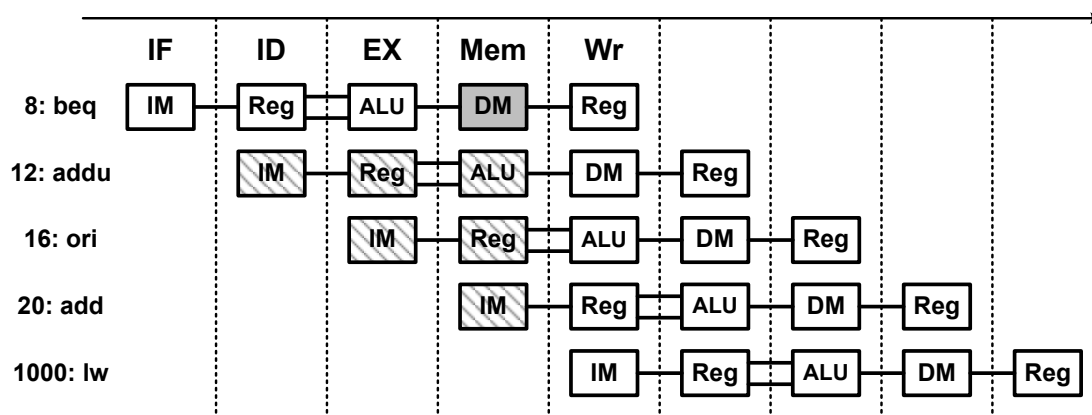 IF ID EX Mem Wr
8: beq IM Reg ALU DM Reg
12: addu IM Reg ALU DM Reg
16: ori IM Reg ALU DM Reg
20: add IM Reg ALU DM Reg
1000: lw IM Reg ALU DM Reg